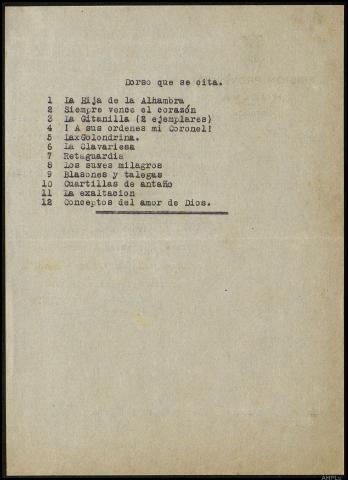 Dorso que se cita.
1 La Hija de la Alhambra
2 Siempre vence el corazón
3 La Gitanilla (2 ejemplares)
4 ! A sus ordenes mi Coronel!
5 LaxGolondrina.
6 La Clavariesa
7 Retaguardia
8 Los suves milagros
9 Blasones y talegas
10 Cuartillas de antaño
11 La exaltacion
12 Conceptos del amor de Dios.
AHPLu